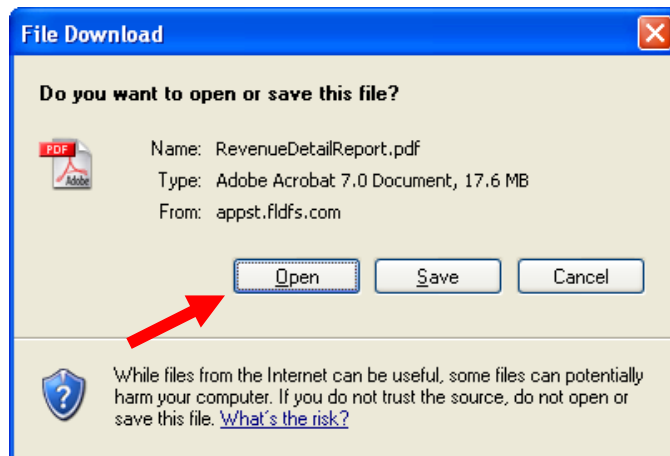 File Download
Do you want to open or save this file?
PDF
Adobe
Name: RevenueDetailReport.pdf
Type: Adobe Acrobat 7.0 Document, 17.6 MB
From: appst.fldfs.com
Open Save Cancel
While files from the Internet can be useful, some files can potentially
harm your computer. If you do not trust the source, do not open or
save this file. What's the risk?